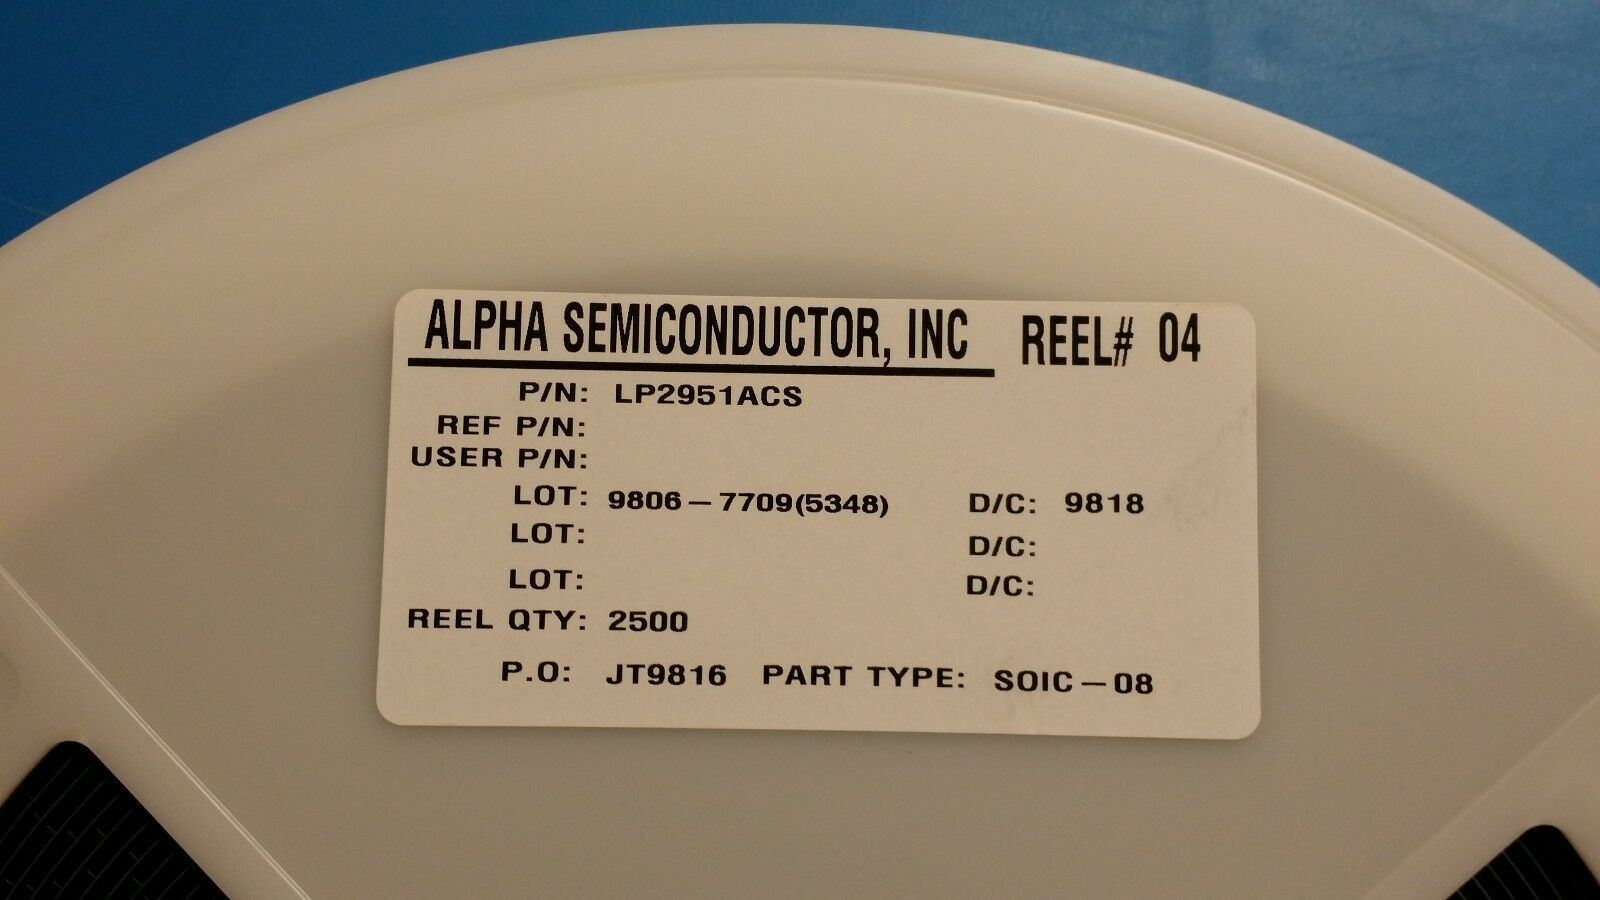 ALPHA SEMICONDUCTOR, INC REEL# 04
P/N: LP2951ACS
REF P/N:
USER P/N:
LOT: 9806-7709(5348) D/C: 9818
LOT: D/C:
LOT: D/C:
REEL QTY: 2500
P.O: JT9816 PART TYPE: SOIC-08